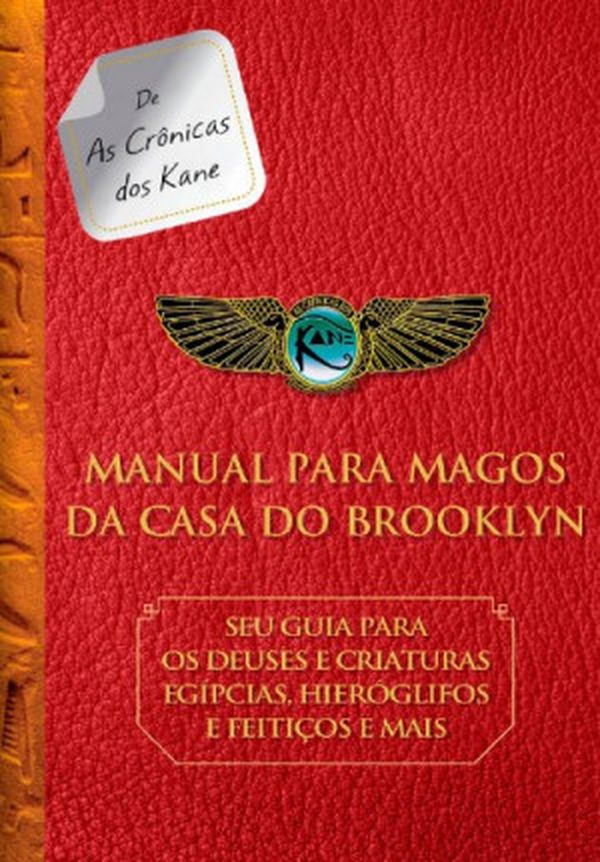 De
As Crônicas
dos Kane
KANE
MANUAL PARA MAGOS
DA CASA DO BROOKLYN
SEU GUIA PARA
OS DEUSES E CRIATURAS
EGÍPCIAS, HIERÓGLIFOS
E FEITIÇOS E MAIS